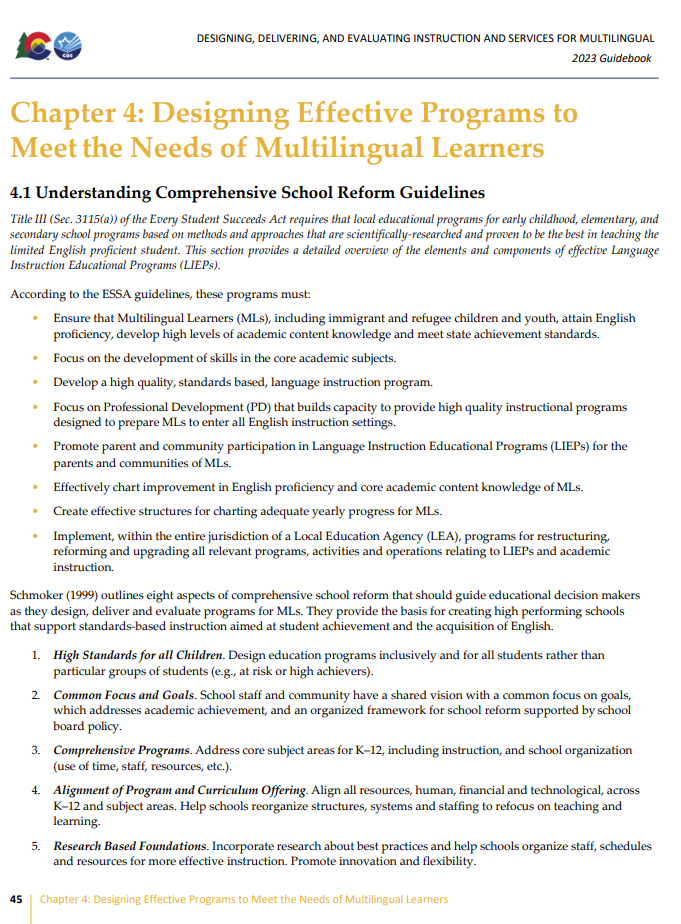 DESIGNING, DELIVERING, AND EVALUATING INSTRUCTION AND SERVICES FOR MULTILINGUAL
2023 Guidebook
Chapter 4: Designing Effective Programs to
Meet the Needs of Multilingual Learners
4.1 Understanding Comprehensive School Reform Guidelines
Title III (Sec. 3115(a)) of the Every Student Succeeds Act requires that local educational programs for early childhood, elementary, and
secondary school programs based on methods and approaches that are scientifically-researched and proven to be the best in teaching the
limited English proficient student. This section provides a detailed overview of the elements and components of effective Language
Instruction Educational Programs (LIEPs).
According to the ESSA guidelines, these programs must:
• Ensure that Multilingual Learners (MLs), including immigrant and refugee children and youth, attain English
proficiency, develop high levels of academic content knowledge and meet state achievement standards.
• Focus on the development of skills in the core academic subjects.
• Develop a high quality, standards based, language instruction program.
• Focus on Professional Development (PD) that builds capacity to provide high quality instructional programs
designed to prepare MLs to enter all English instruction settings.
• Promote parent and community participation in Language Instruction Educational Programs (LIEPs) for the
parents and communities of MLs.
• Effectively chart improvement in English proficiency and core academic content knowledge of MLs.
• Create effective structures for charting adequate yearly progress for MLs.
• Implement, within the entire jurisdiction of a Local Education Agency (LEA), programs for restructuring,
reforming and upgrading all relevant programs, activities and operations relating to LIEPs and academic
instruction.
Schmoker (1999) outlines eight aspects of comprehensive school reform that should guide educational decision makers
as they design, deliver and evaluate programs for MLs. They provide the basis for creating high performing schools
that support standards-based instruction aimed at student achievement and the acquisition of English.
1. High Standards for all Children. Design education programs inclusively and for all students rather than
particular groups of students (e.g., at risk or high achievers).
2. Common Focus and Goals. School staff and community have a shared vision with a common focus on goals,
which addresses academic achievement, and an organized framework for school reform supported by school
board policy.
3. Comprehensive Programs. Address core subject areas for K–12, including instruction, and school organization
(use of time, staff, resources, etc.).
4. Alignment of Program and Curriculum Offering. Align all resources, human, financial and technological, across
K–12 and subject areas. Help schools reorganize structures, systems and staffing to refocus on teaching and
learning.
5. Research Based Foundations. Incorporate research about best practices and help schools organize staff, schedules
and resources for more effective instruction. Promote innovation and flexibility.
45 Chapter 4: Designing Effective Programs to Meet the Needs of Multilingual Learners